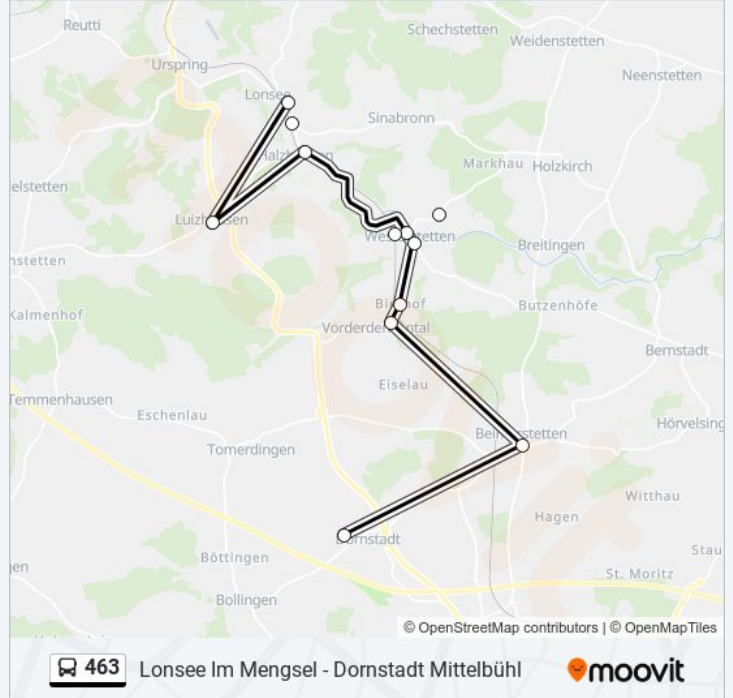 Reutti
Schechstetten
Weidenstetten
Urspring
Neenstetten
Lonsee
Sinabronn
Markhau
Holzkirch
elstetten
Luizhausen
Breitingen
nstetten
Butzenhöfe
Kalmenhof
Bernstadt
Eiselau
Temmenhausen
Eschenlau
Hörvelsing
Tomerdingen
Witthau
Hagen
Dornstadt
Stau
Böttingen
gen
St. Moritz
Bollingen
© OpenStreetMap contributors | © OpenMapTiles
463 Lonsee Im Mengsel - Dornstadt Mittelbühl moovit